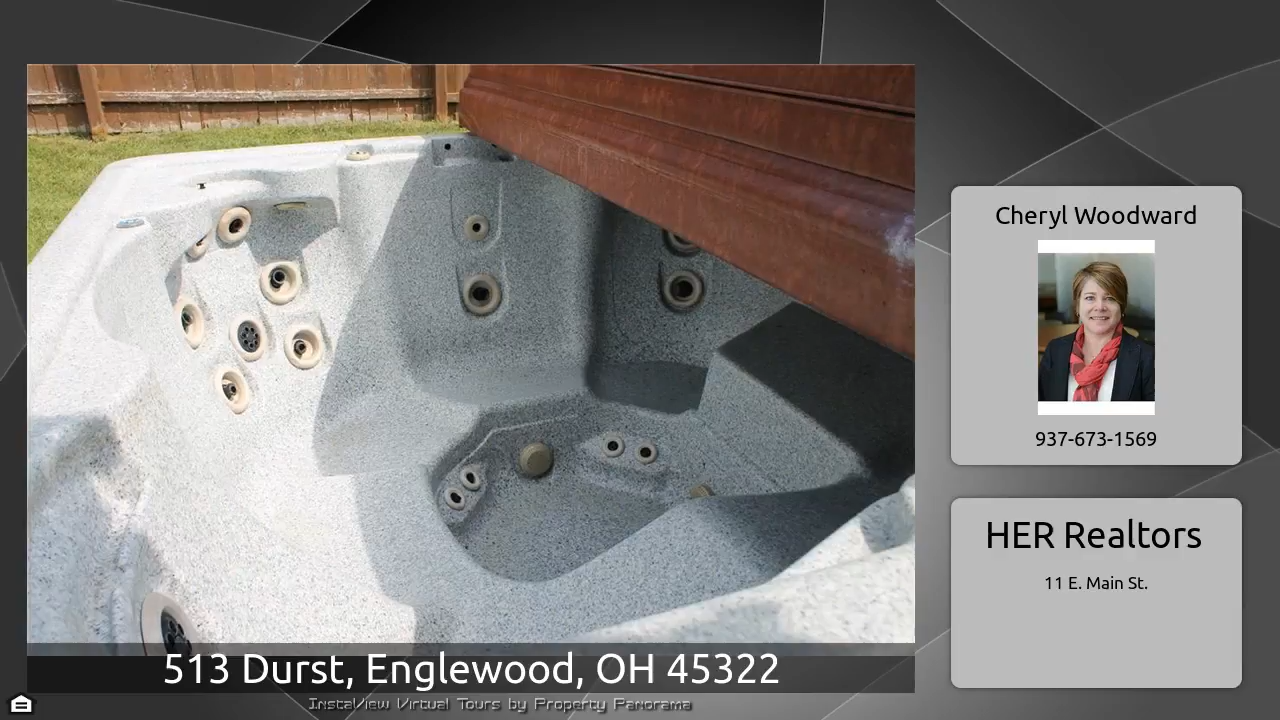 Cheryl Woodward
937-673-1569
HER Realtors
11 E. Main St.
513 Durst, Englewood, OH 45322
InstaView Virtual Tours by Property Panorama